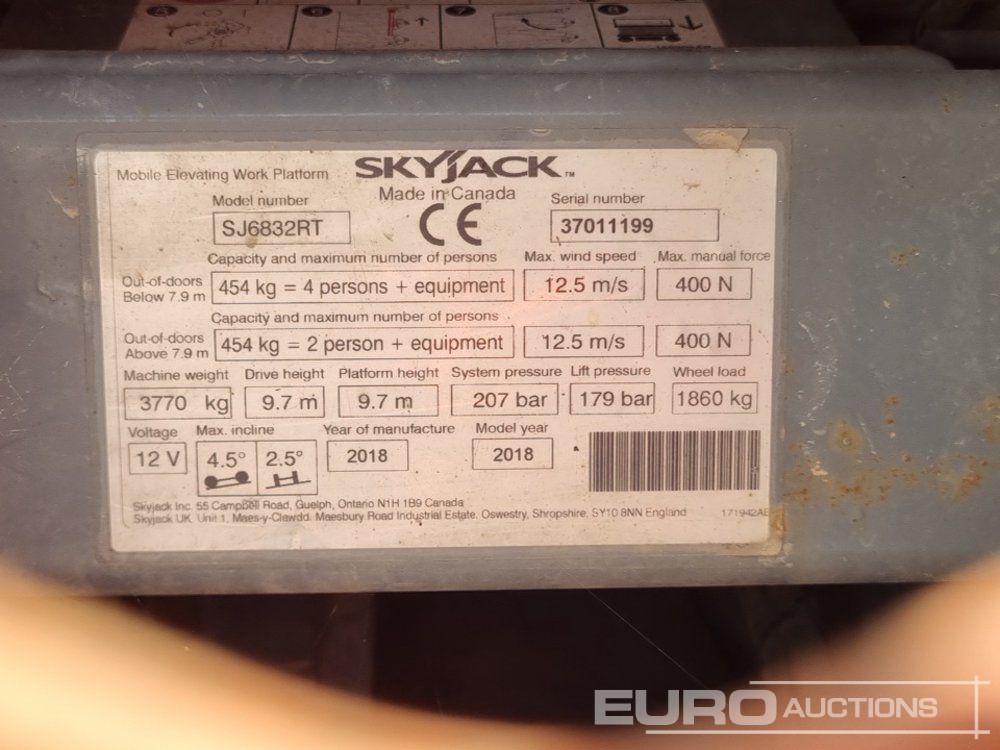 5 6 7 8
SKYJACK™
Mobile Elevating Work Platform
Made in Canada
Model number Serial number
SJ6832RT CE 37011199
Capacity and maximum number of persons Max. wind speed Max. manual force
Out-of-doors
Below 7.9 m 454 kg = 4 persons + equipment 12.5 m/s 400 N
Capacity and maximum number of persons
Out-of-doors
Above 7.9 m 454 kg = 2 person + equipment 12.5 m/s 400 N
Machine weight Drive height Platform height System pressure Lift pressure Wheel load
3770 kg 9.7 m 9.7 m 207 bar 179 bar 1860 kg
Voltage Max. incline Year of manufacture Model year
12 V 4.5° 2.5° 2018 2018
Skyjack Inc. 55 Campbell Road, Guelph, Ontario N1H 1B9 Canada
Skyjack UK. Unit 1, Maes-y-Clawdd. Maesbury Road Industrial Estate, Oswestry, Shropshire, SY10 8NN England 171942AE
EURO AUCTIONS